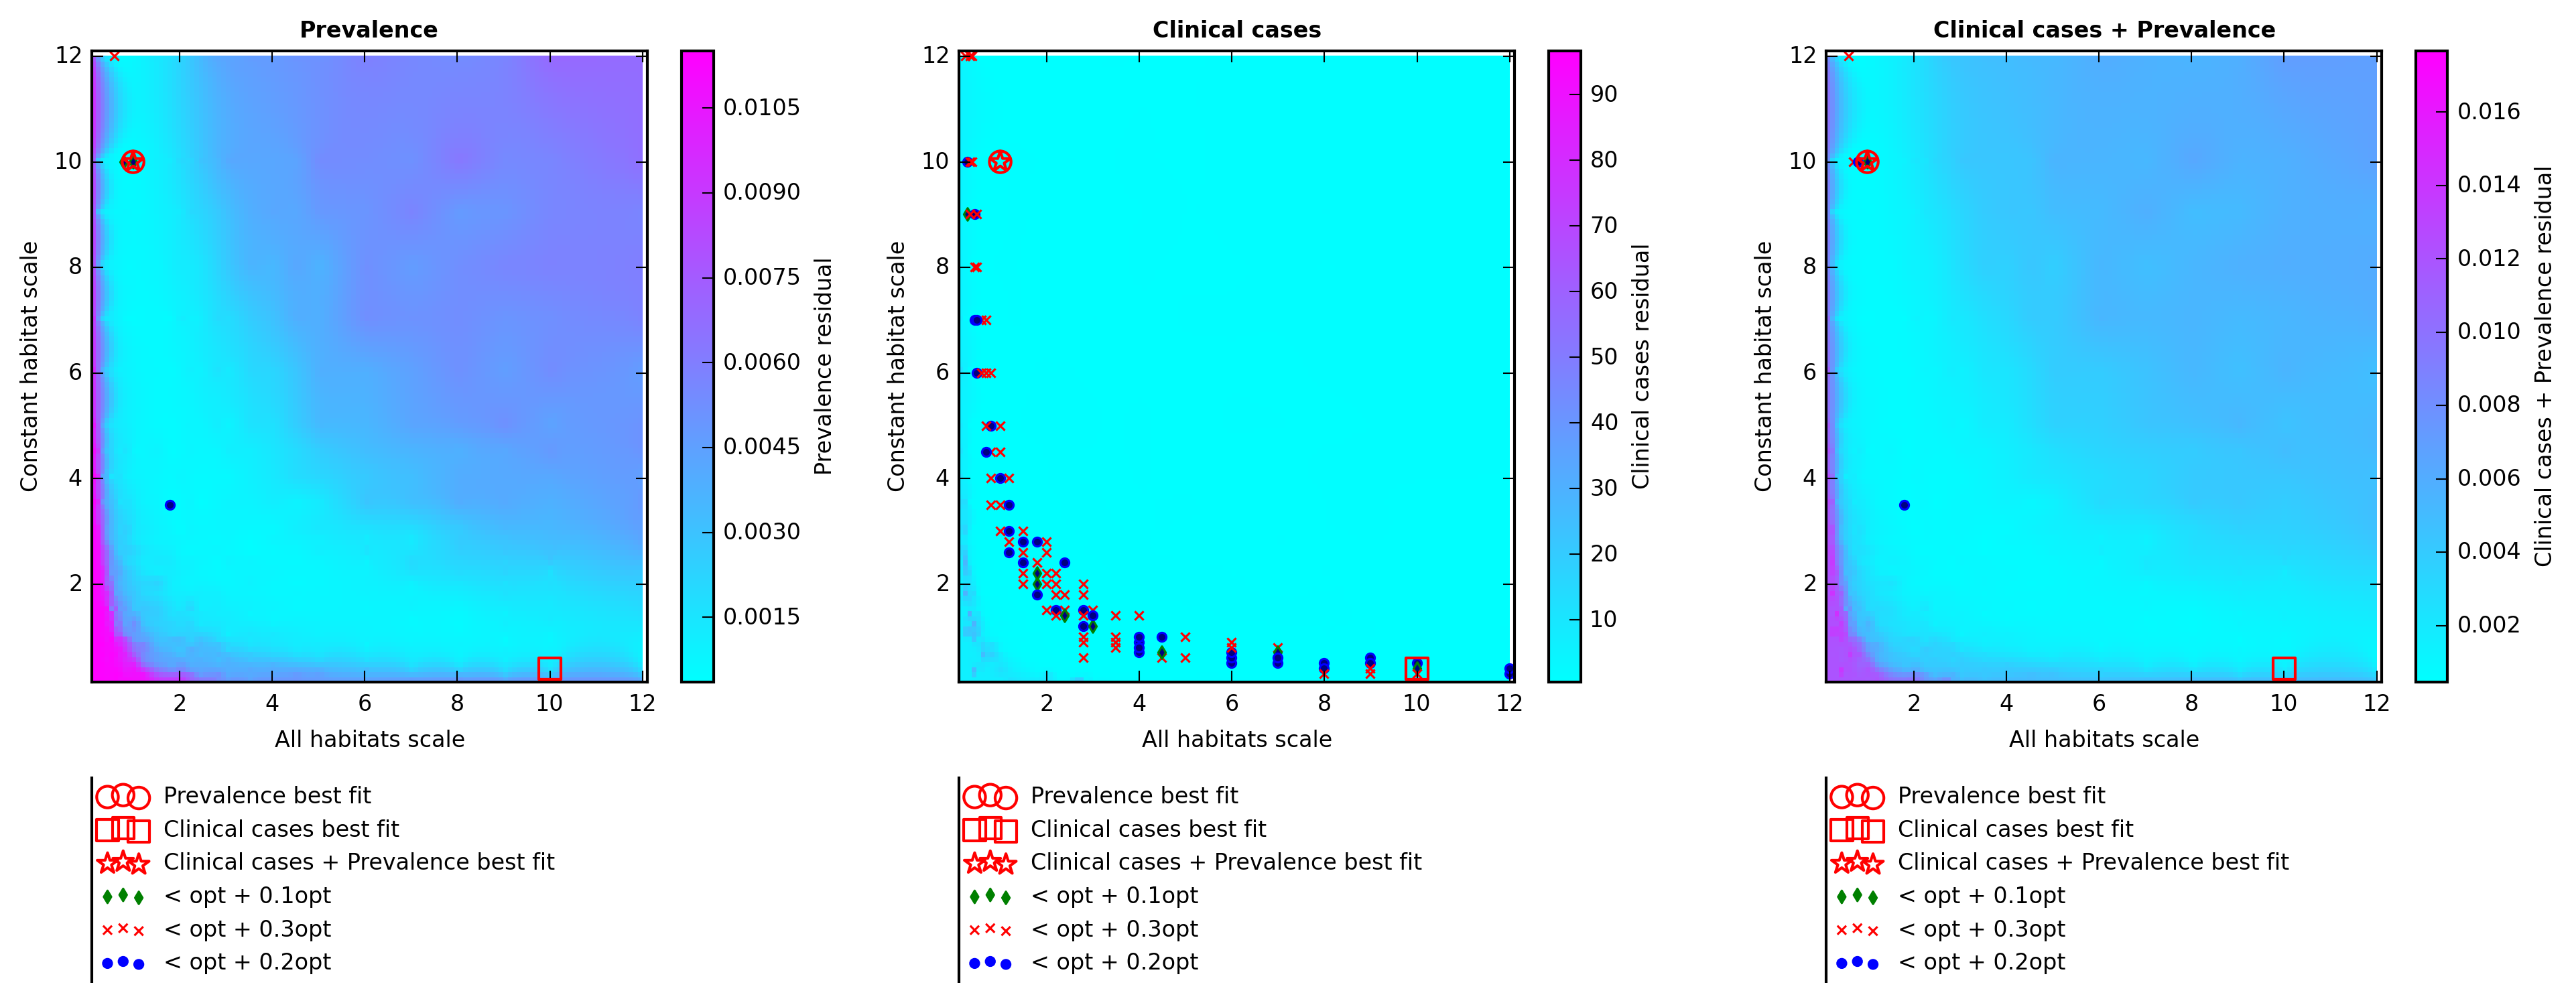 Prevalence
12
10
8
6
4
2
Constant habitat scale
2 4 6 8 10 12
All habitats scale
0.0105
0.0090
0.0075
0.0060
0.0045
0.0030
0.0015
Prevalence residual
Prevalence best fit
Clinical cases best fit
Clinical cases + Prevalence best fit
< opt + 0.1opt
< opt + 0.3opt
< opt + 0.2opt
Clinical cases
12
10
8
6
4
2
Constant habitat scale
2 4 6 8 10 12
All habitats scale
90
80
70
60
50
40
30
20
10
Clinical cases residual
Prevalence best fit
Clinical cases best fit
Clinical cases + Prevalence best fit
< opt + 0.1opt
< opt + 0.3opt
< opt + 0.2opt
Clinical cases + Prevalence
12
10
8
6
4
2
Constant habitat scale
2 4 6 8 10 12
All habitats scale
0.016
0.014
0.012
0.010
0.008
0.006
0.004
0.002
Clinical cases + Prevalence residual
Prevalence best fit
Clinical cases best fit
Clinical cases + Prevalence best fit
< opt + 0.1opt
< opt + 0.3opt
< opt + 0.2opt